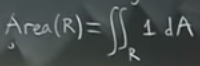 Area(R) = ∬_R 1 dA